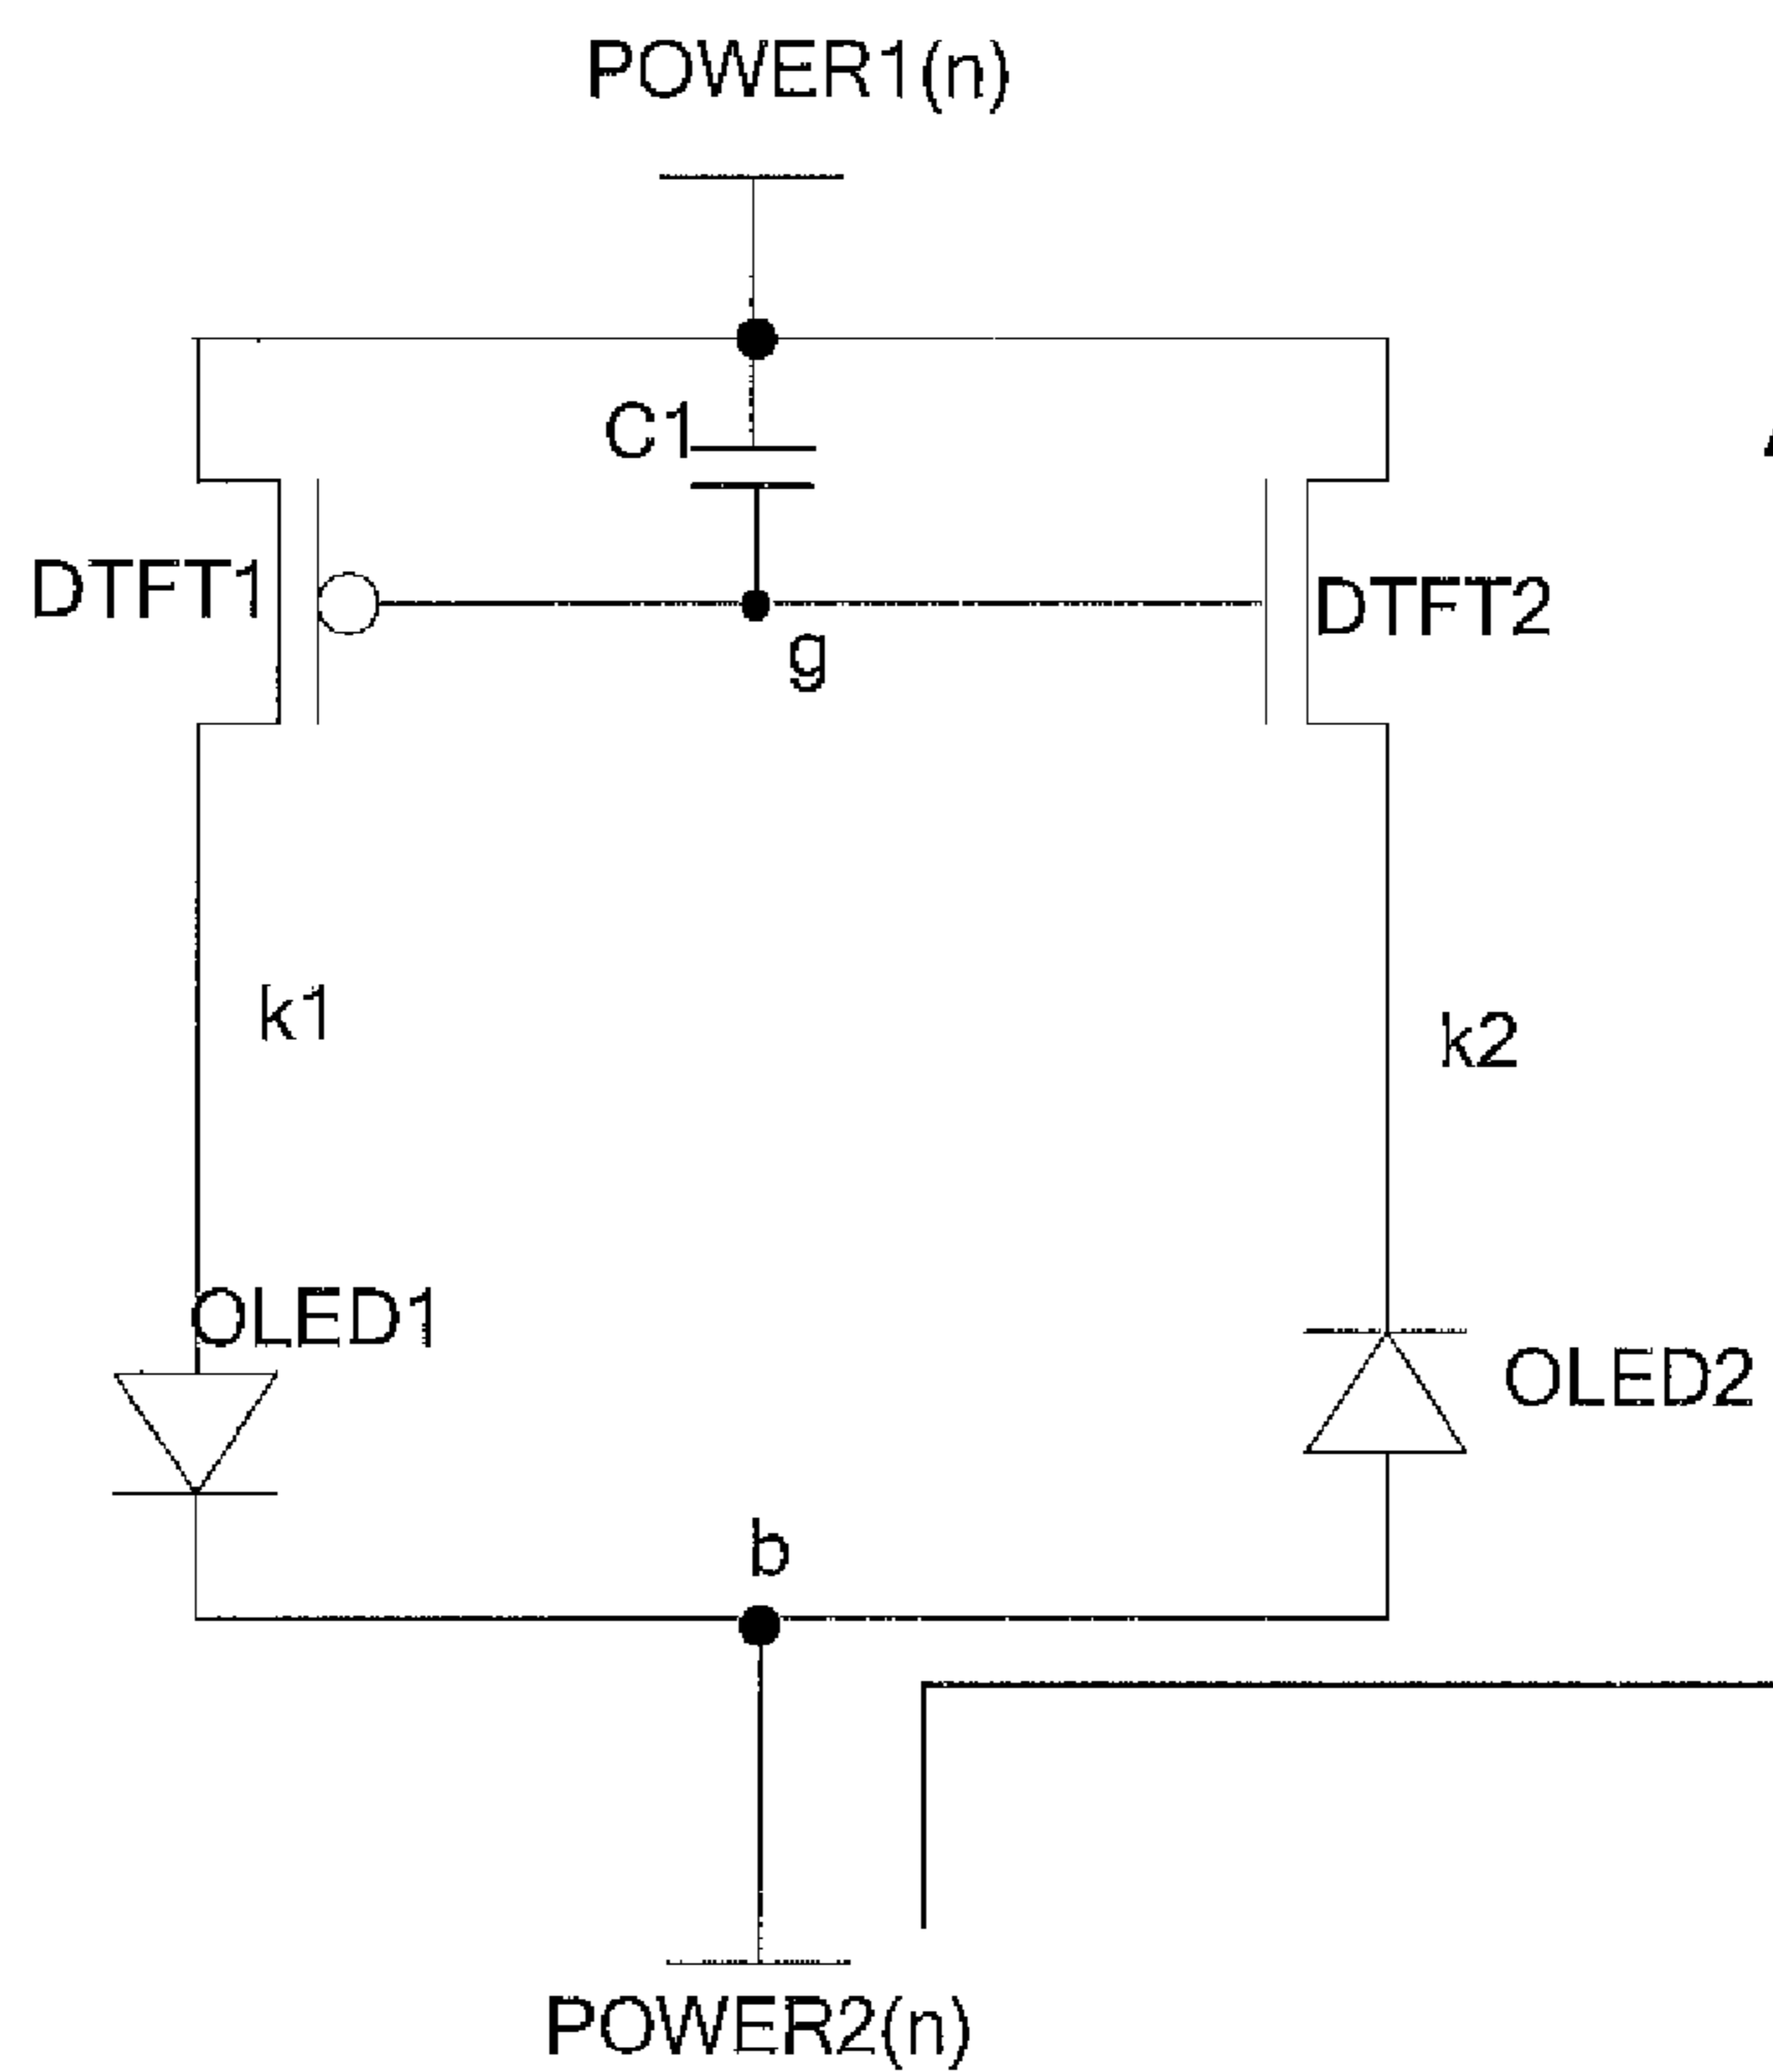 POWER1(n)
C1
DTFT1
DTFT2
g
k1
k2
OLED1
OLED2
b
POWER2(n)